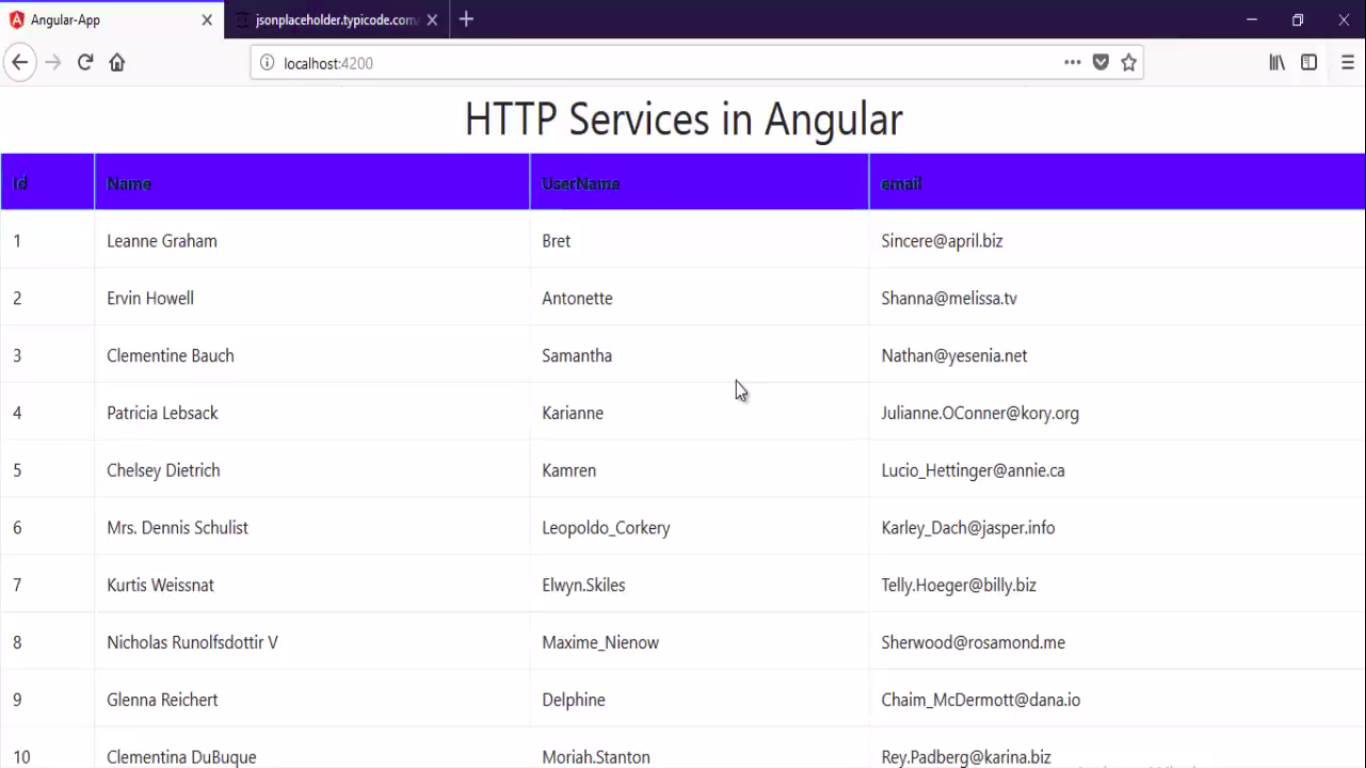 Angular-App
jsonplaceholder.typicode.com
localhost:4200
HTTP Services in Angular
Id Name UserName email
1 Leanne Graham Bret Sincere@april.biz
2 Ervin Howell Antonette Shanna@melissa.tv
3 Clementine Bauch Samantha Nathan@yesenia.net
4 Patricia Lebsack Karianne Julianne.OConner@kory.org
5 Chelsey Dietrich Kamren Lucio_Hettinger@annie.ca
6 Mrs. Dennis Schulist Leopoldo_Corkery Karley_Dach@jasper.info
7 Kurtis Weissnat Elwyn.Skiles Telly.Hoeger@billy.biz
8 Nicholas Runolfsdottir V Maxime_Nienow Sherwood@rosamond.me
9 Glenna Reichert Delphine Chaim_McDermott@dana.io
10 Clementina DuBuque Moriah.Stanton Rey.Padberg@karina.biz